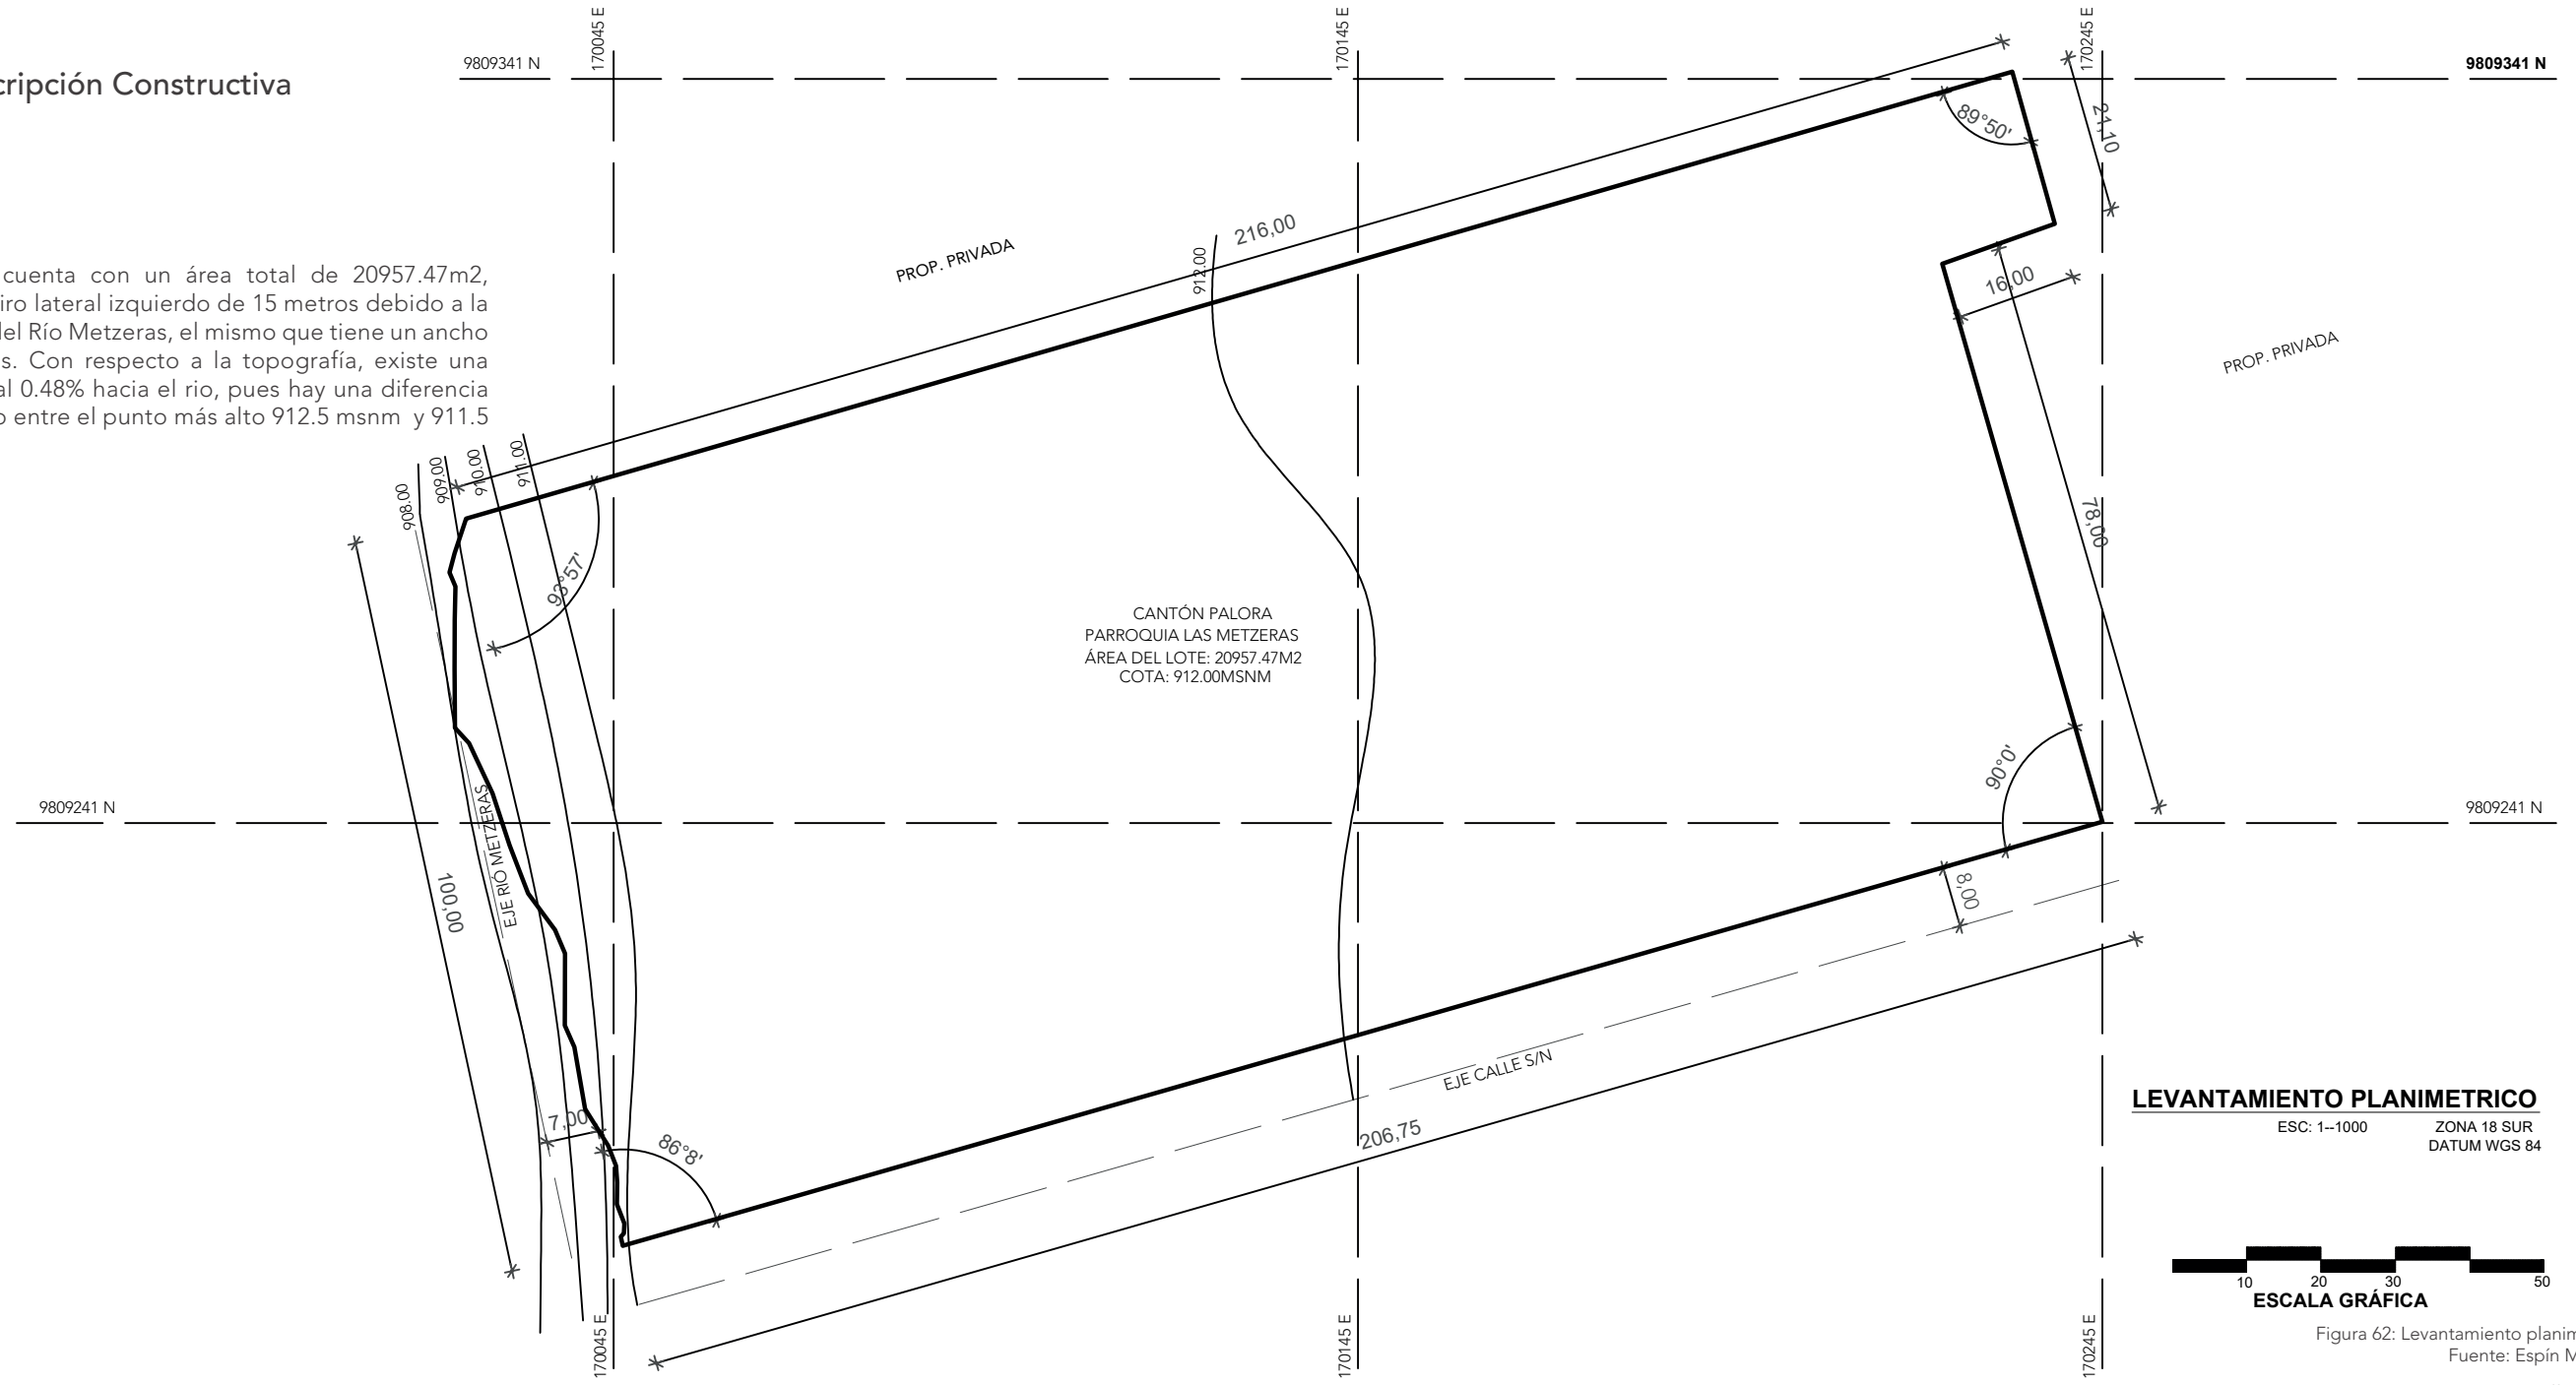 cripción Constructiva
cuenta con un área total de 20957.47m2,
iro lateral izquierdo de 15 metros debido a la
del Río Metzeras, el mismo que tiene un ancho
s. Con respecto a la topografía, existe una
al 0.48% hacia el rio, pues hay una diferencia
o entre el punto más alto 912.5 msnm y 911.5
170045 E
170145 E
170245 E
9809341 N
9809341 N
89°50'
21,10
216,00
PROP. PRIVADA
912.00
16,00
PROP. PRIVADA
908.00
909.00
910.00
911.00
93°57'
78,00
CANTÓN PALORA
PARROQUIA LAS METZERAS
ÁREA DEL LOTE: 20957.47M2
COTA: 912.00MSNM
90°0'
9809241 N
9809241 N
EJE RIÓ METZERAS
100,00
8,00
EJE CALLE S/N
206,75
7,00
86°8'
LEVANTAMIENTO PLANIMETRICO
ESC: 1--1000
ZONA 18 SUR
DATUM WGS 84
10 20 30 50
ESCALA GRÁFICA
170045 E
170145 E
170245 E
Figura 62: Levantamiento planim
Fuente: Espín M